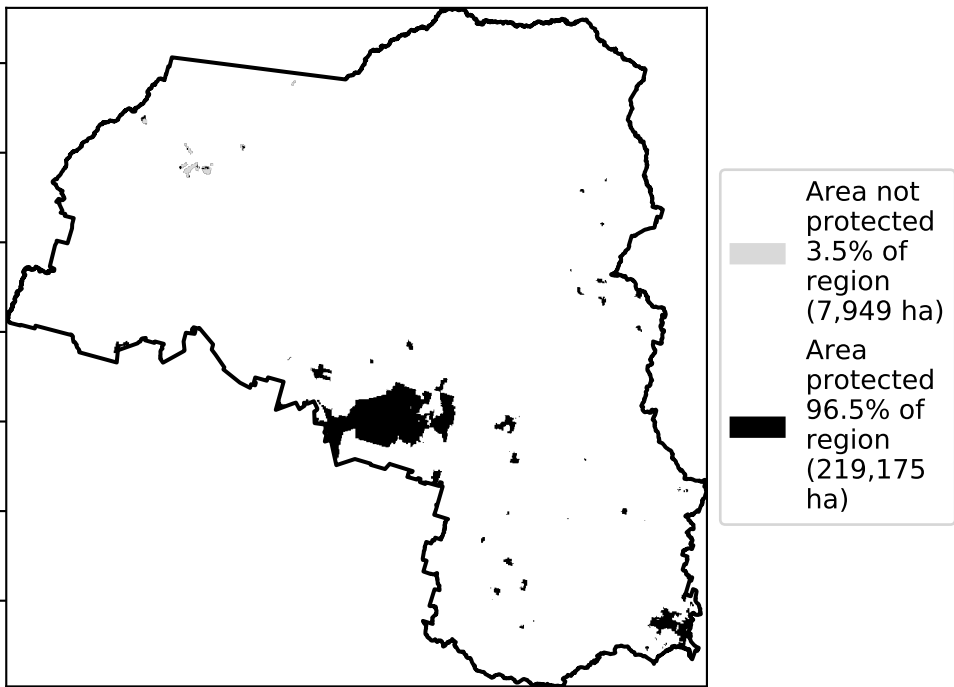 Area not
protected
3.5% of
region
(7,949 ha)
Area
protected
96.5% of
region
(219,175
ha)